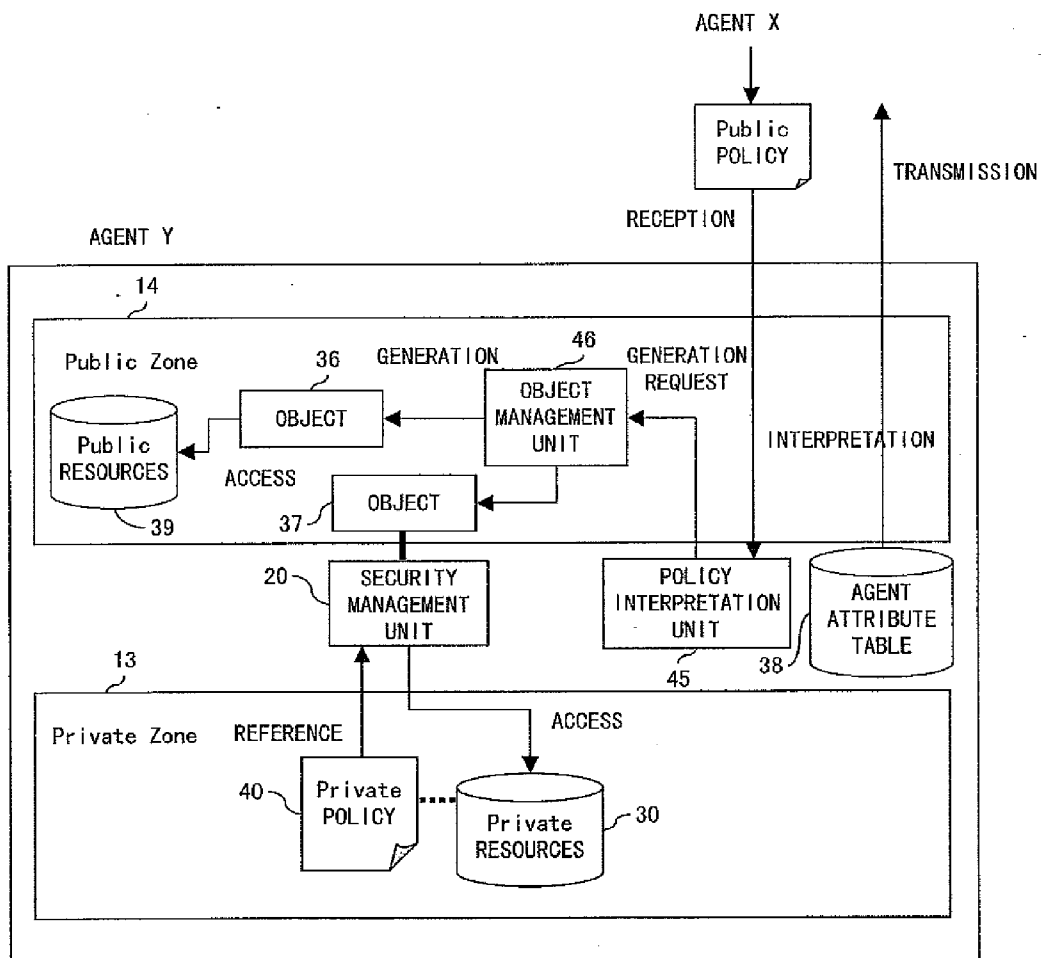 AGENT X
Public
POLICY
TRANSMISSION
RECEPTION
AGENT Y
14
Public Zone
36
GENERATION
46
GENERATION
REQUEST
OBJECT
OBJECT
MANAGEMENT
UNIT
Public
RESOURCES
INTERPRETATION
ACCESS
39
37
OBJECT
20
SECURITY
MANAGEMENT
UNIT
POLICY
INTERPRETATION
UNIT
45
AGENT
ATTRIBUTE
TABLE
38
13
Private Zone
REFERENCE
ACCESS
40
Private
POLICY
Private
RESOURCES
30